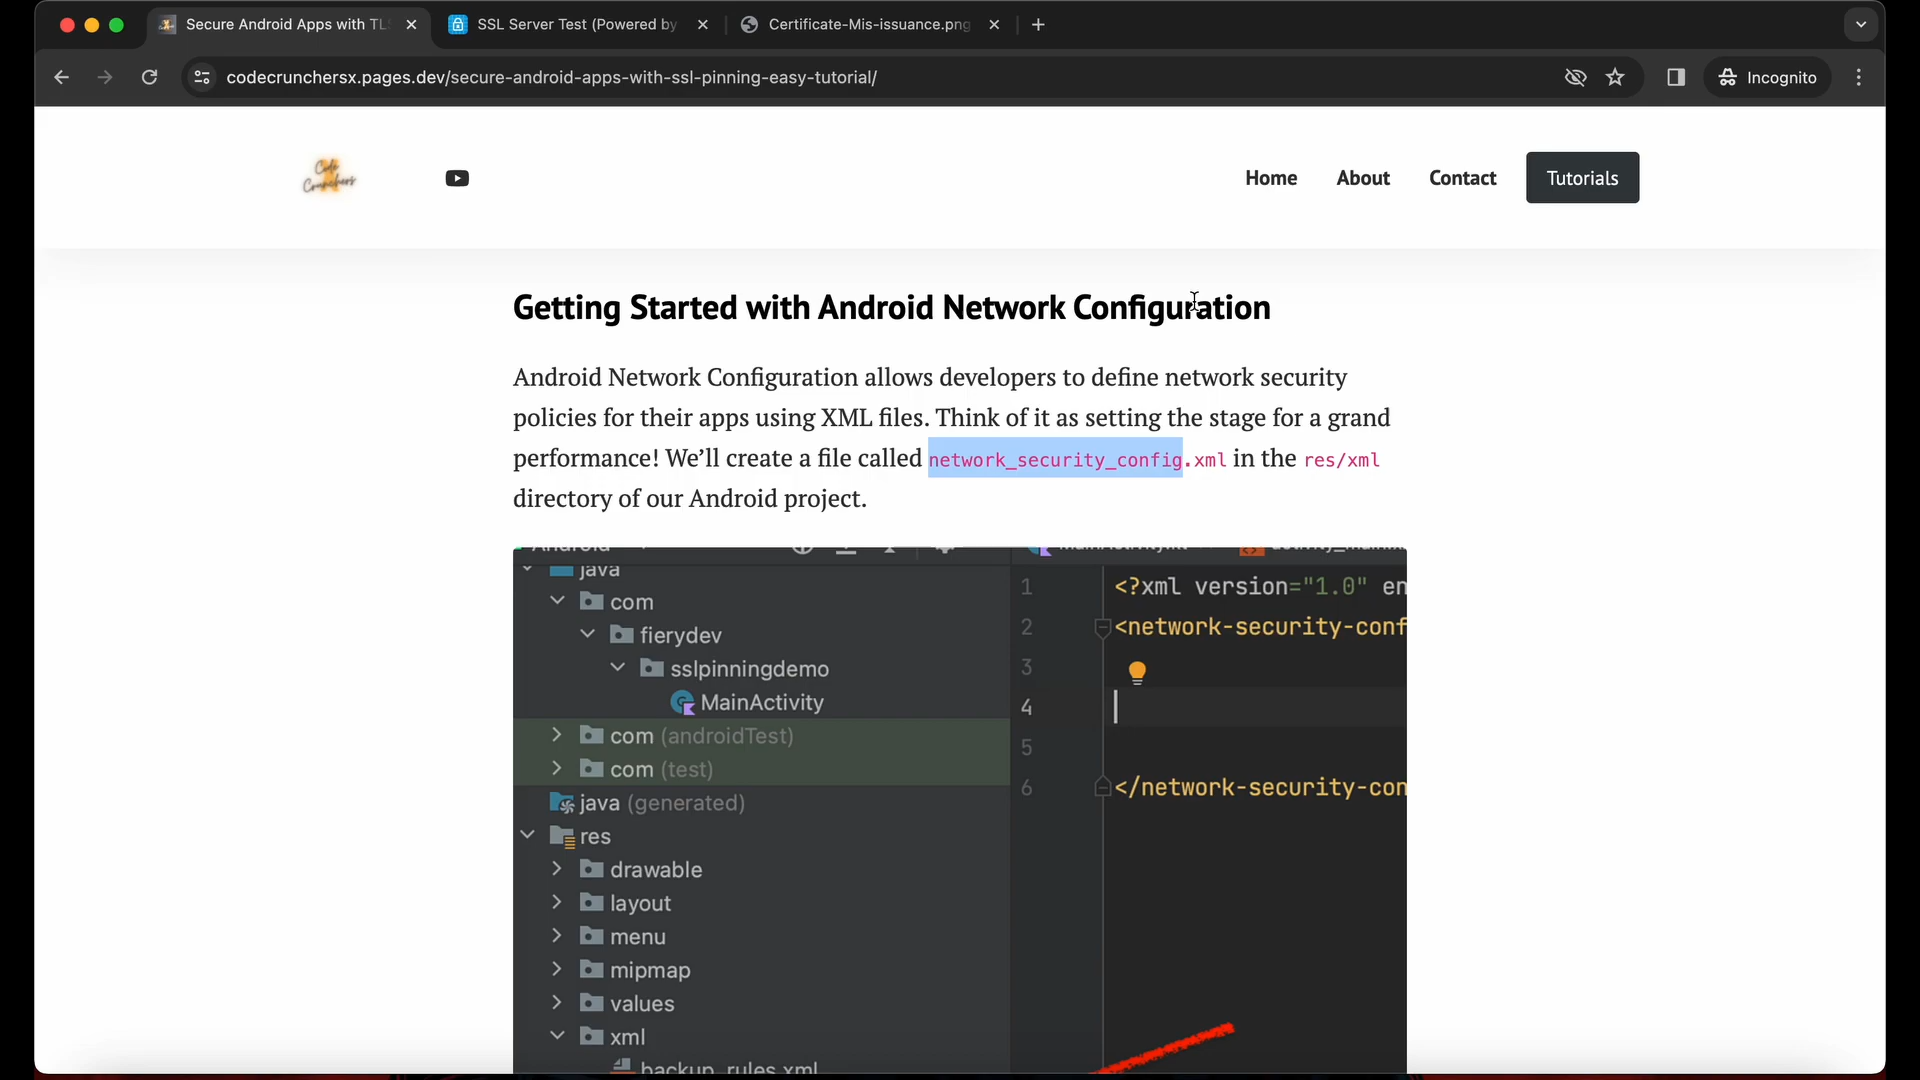 Secure Android Apps with TLS
SSL Server Test (Powered by
Certificate-Mis-issuance.png
codecrunchersx.pages.dev/secure-android-apps-with-ssl-pinning-easy-tutorial/
Incognito
Code
Crunchers
Home
About
Contact
Tutorials
Getting Started with Android Network Configuration
Android Network Configuration allows developers to define network security
policies for their apps using XML files. Think of it as setting the stage for a grand
performance! We’ll create a file called network_security_config.xml in the res/xml
directory of our Android project.
java
com
fierydev
sslpinningdemo
MainActivity
com (androidTest)
com (test)
java (generated)
res
drawable
layout
menu
mipmap
values
xml
backup_rules.xml
1 <?xml version="1.0" en
2 <network-security-conf
3
4
5
6 </network-security-con